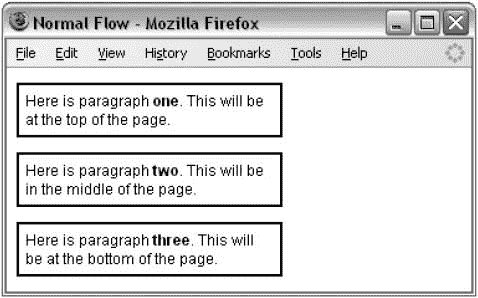 Normal Flow - Mozilla Firefox
File Edit View History Bookmarks Tools Help
Here is paragraph one. This will be
at the top of the page.
Here is paragraph two. This will be
in the middle of the page.
Here is paragraph three. This will
be at the bottom of the page.